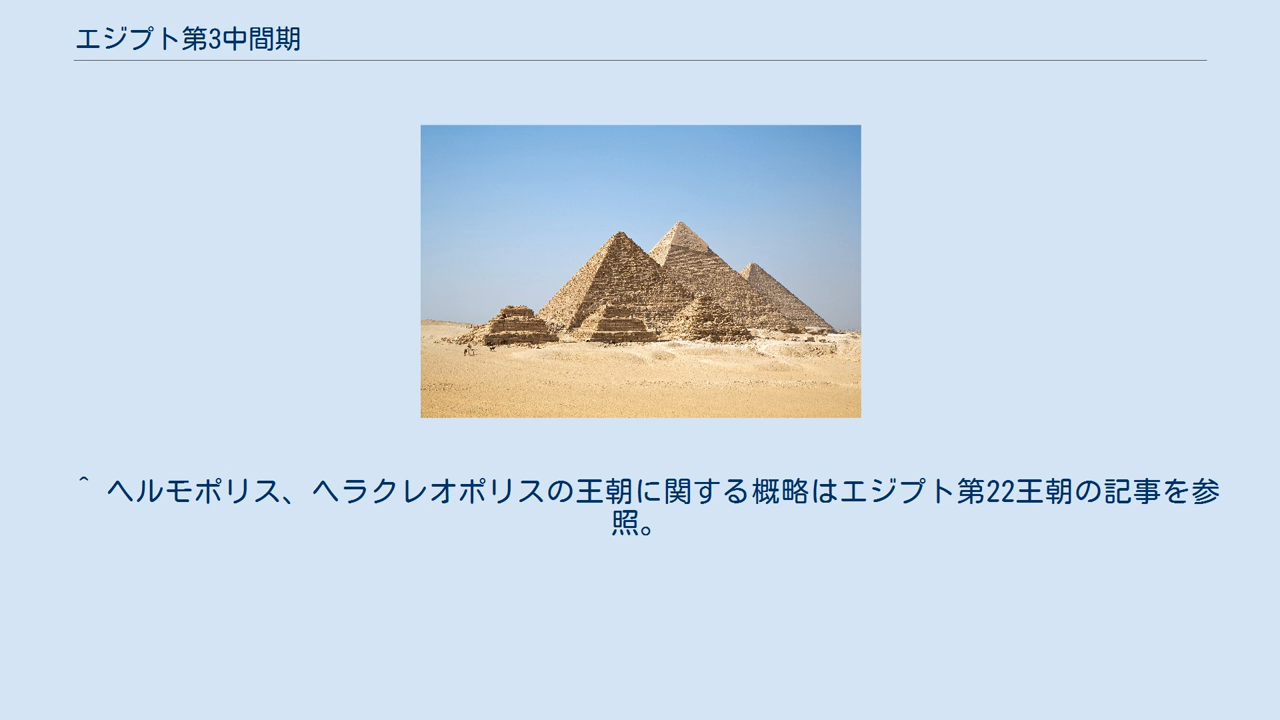 エジプト第3中間期
^ ヘルモポリス、ヘラクレオポリスの王朝に関する概略はエジプト第22王朝の記事を参
照。